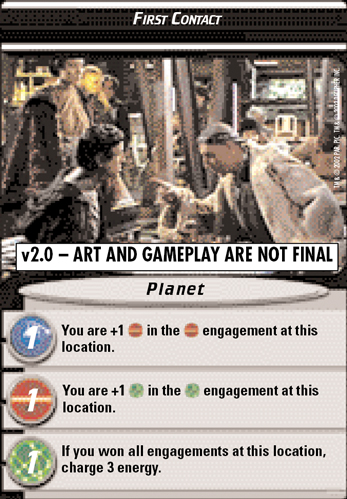 First Contact
v2.0 – ART AND GAMEPLAY ARE NOT FINAL
Planet
1
You are +1 in the engagement at this
location.
1
You are +1 in the engagement at this
location.
1
If you won all engagements at this location,
charge 3 energy.